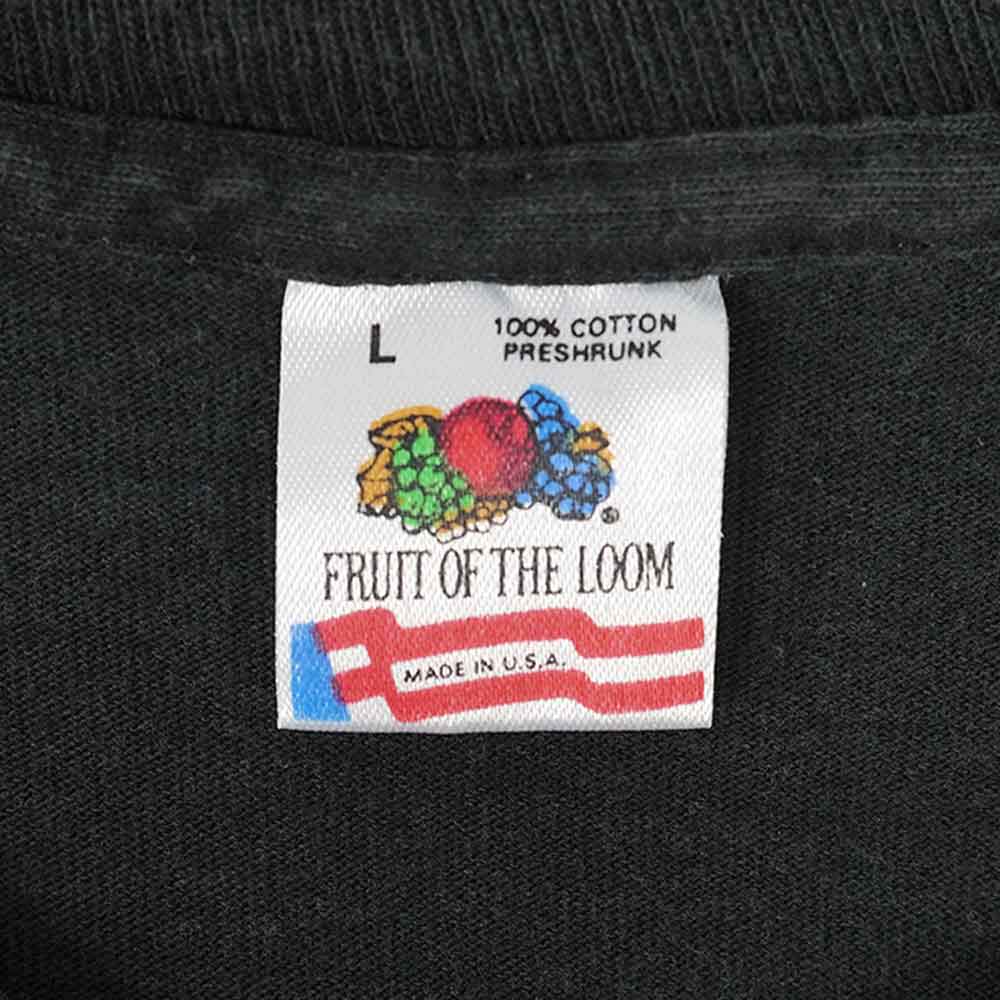 L
100% COTTON
PRESHRUNK
®
FRUIT OF THE LOOM
MADE IN U.S.A.